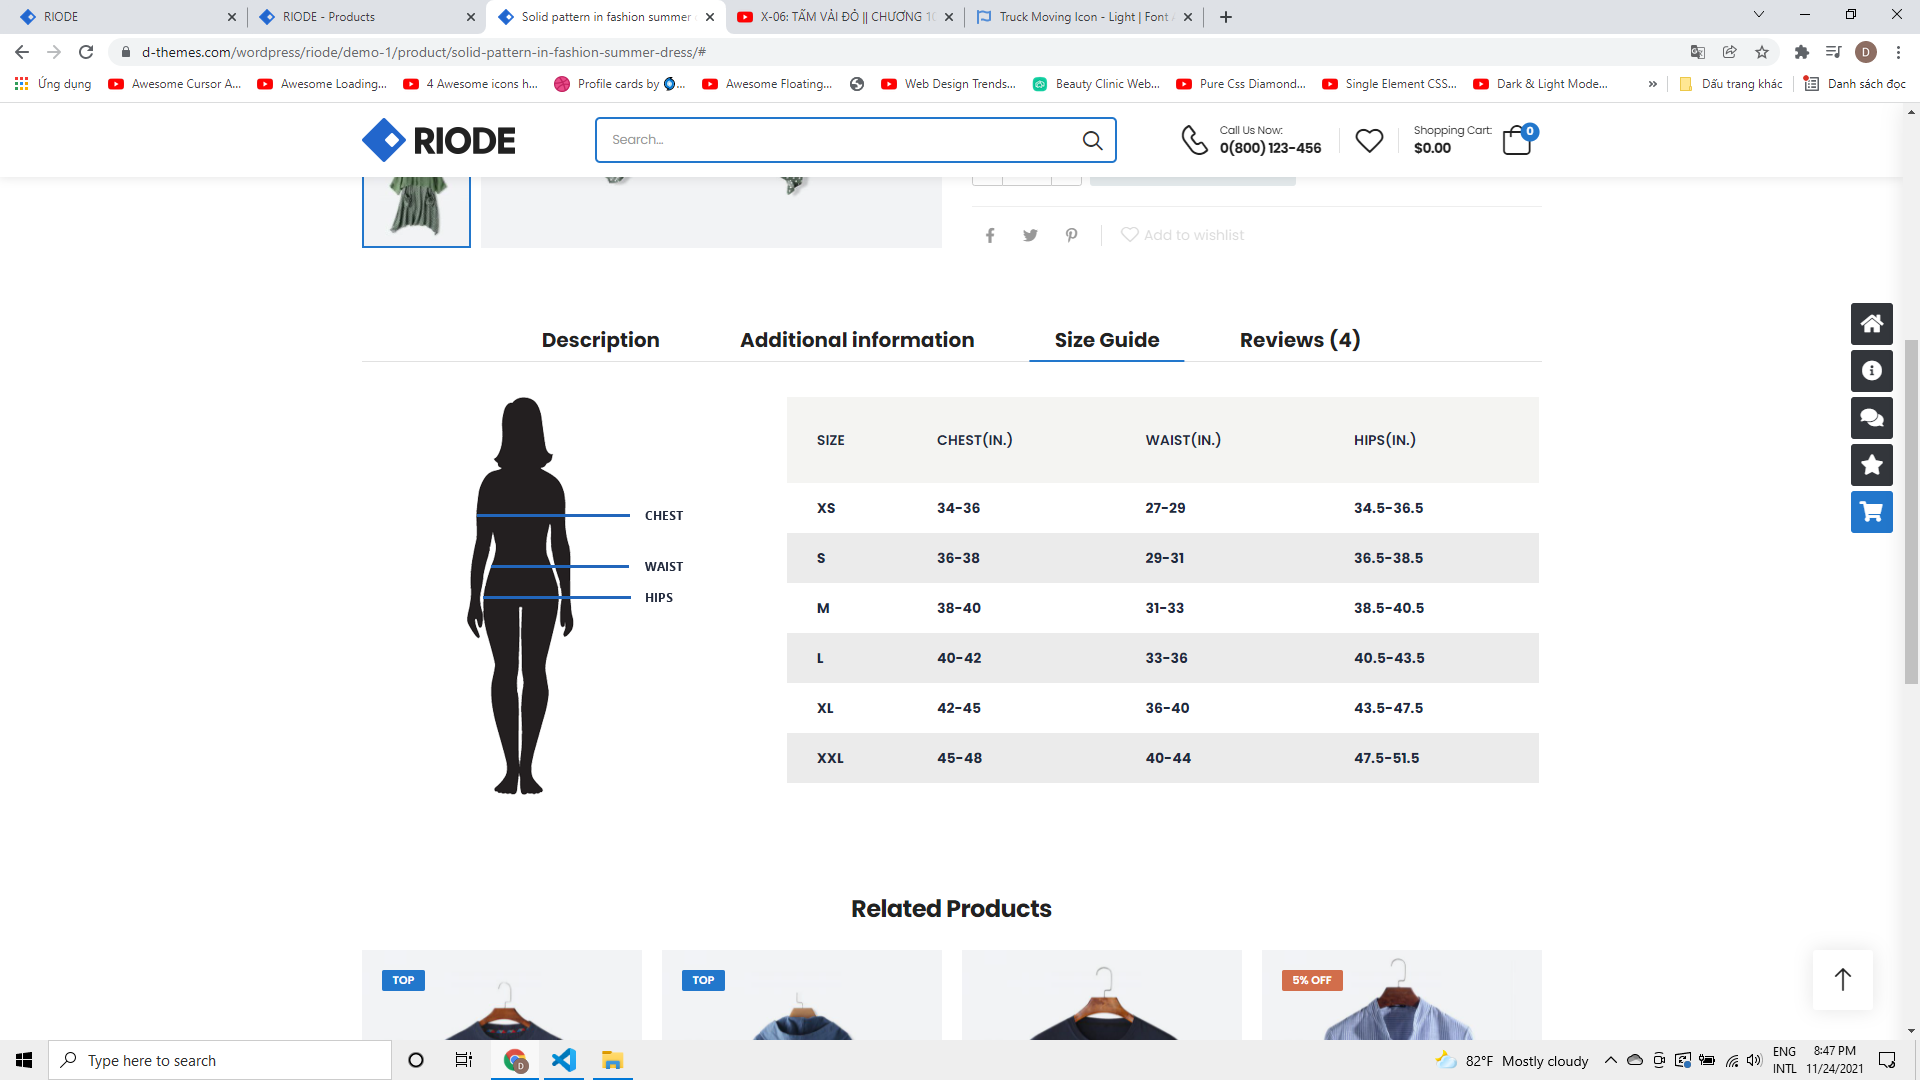 RIODE
RIODE - Products
Solid pattern in fashion summer
X-06: TẤM VẢI ĐỎ || CHƯƠNG 10
Truck Moving Icon - Light | Font
d-themes.com/wordpress/riode/demo-1/product/solid-pattern-in-fashion-summer-dress/#
D
Ứng dụng
Awesome Cursor A...
Awesome Loading...
4 Awesome icons h...
Profile cards by ...
Awesome Floating...
Web Design Trends...
Beauty Clinic Web...
Pure Css Diamond...
Single Element CSS...
Dark & Light Mode...
»
Dấu trang khác
Danh sách đọc
RIODE
Search...
Call Us Now:
0(800) 123-456
Shopping Cart:
$0.00
0
Add to wishlist
Description Additional information Size Guide Reviews (4)
CHEST
WAIST
HIPS
SIZE CHEST(IN.) WAIST(IN.) HIPS(IN.)
XS 34-36 27-29 34.5-36.5
S 36-38 29-31 36.5-38.5
M 38-40 31-33 38.5-40.5
L 40-42 33-36 40.5-43.5
XL 42-45 36-40 43.5-47.5
XXL 45-48 40-44 47.5-51.5
Related Products
TOP
TOP
5% OFF
Type here to search
D
82°F Mostly cloudy
ENG
INTL
8:47 PM
11/24/2021